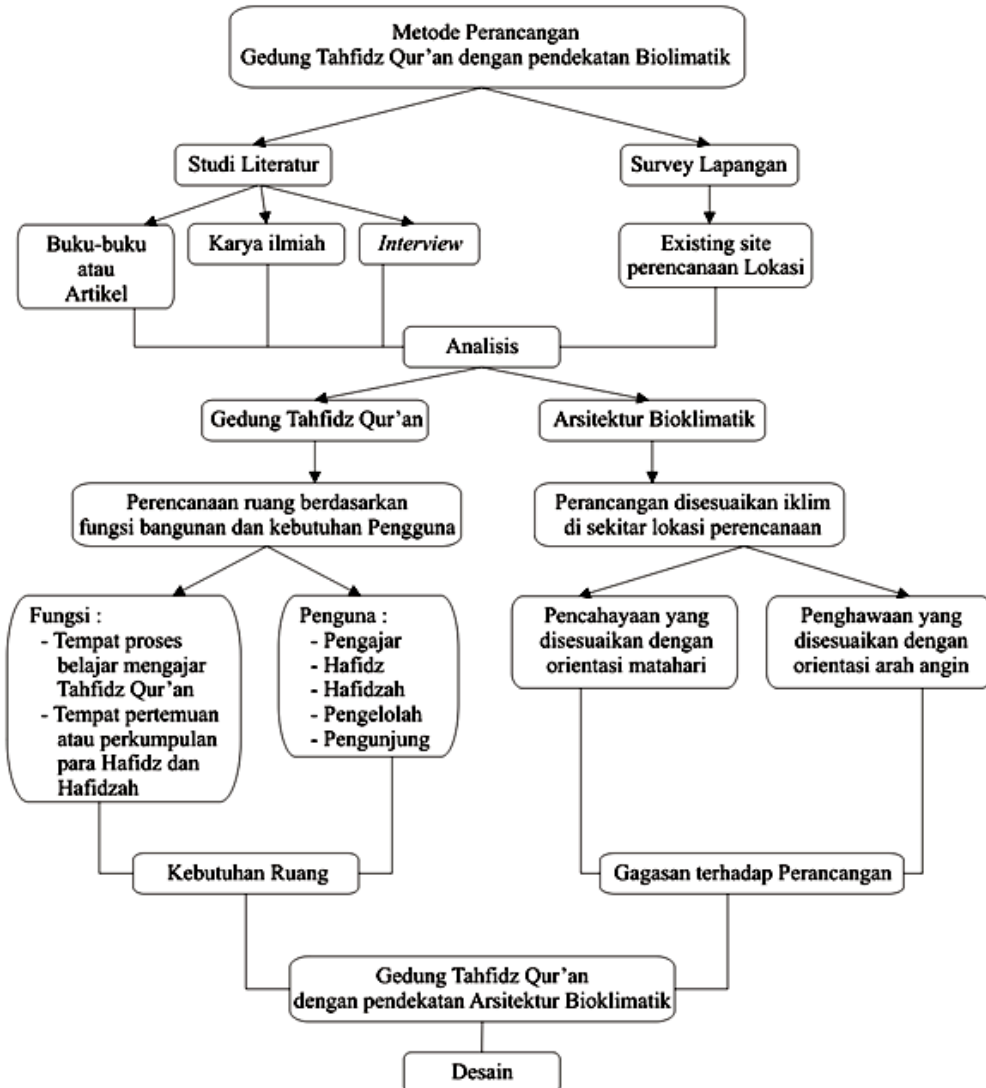 Metode Perancangan
Gedung Tahfidz Qur'an dengan pendekatan Biolimatik
Studi Literatur
Survey Lapangan
Buku-buku
atau
Artikel
Karya ilmiah
Interview
Existing site
perencanaan Lokasi
Analisis
Gedung Tahfidz Qur'an
Arsitektur Bioklimatik
Perencanaan ruang berdasarkan
fungsi bangunan dan kebutuhan Pengguna
Perancangan disesuaikan iklim
di sekitar lokasi perencanaan
Fungsi :
- Tempat proses
belajar mengajar
Tahfidz Qur'an
- Tempat pertemuan
atau perkumpulan
para Hafidz dan
Hafidzah
Penguna :
- Pengajar
- Hafidz
- Hafidzah
- Pengelolah
- Pengunjung
Pencahayaan yang
disesuaikan dengan
orientasi matahari
Penghawaan yang
disesuaikan dengan
orientasi arah angin
Kebutuhan Ruang
Gagasan terhadap Perancangan
Gedung Tahfidz Qur'an
dengan pendekatan Arsitektur Bioklimatik
Desain